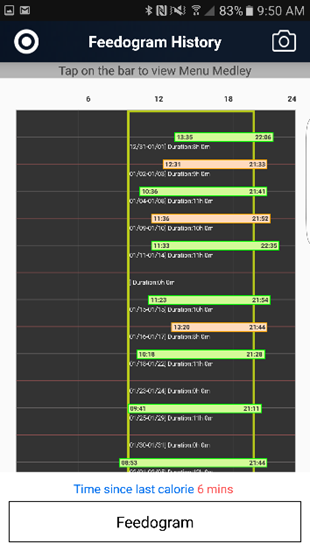 83% 9:50 AM
Feedogram History
Tap on the bar to view Menu Medley
6 12 18 24
13:35 22:06
12/31-01/01] Duration:8h 0m
12:31 21:33
01/02-01/03] Duration:9h 0m
10:36 21:41
01/04-01/08] Duration:11h 0m
11:36 21:52
01/09-01/10] Duration:10h 0m
11:33 22:35
01/11-01/14] Duration:11h 0m
] Duration:0h 0m
11:23 21:54
01/15-01/15] Duration:10h 0m
13:20 21:44
01/16-01/17] Duration:8h 0m
10:18 21:28
01/18-01/22] Duration:11h 0m
01/23-01/24] Duration:0h 0m
09:41 21:11
01/25-01/29] Duration:11h 0m
01/30-01/31] Duration:0h 0m
08:53 21:44
Time since last calorie 6 mins
Feedogram